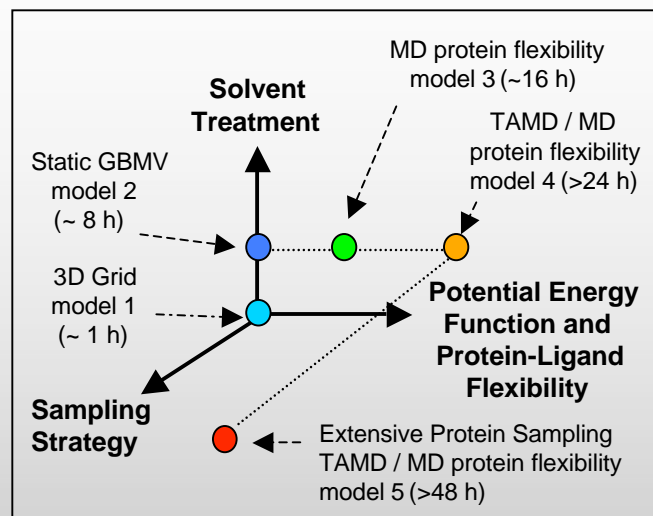 MD protein flexibility
model 3 (~16 h)
Solvent
Treatment
TAMD / MD
protein flexibility
model 4 (>24 h)
Static GBMV
model 2
(~ 8 h)
3D Grid
model 1
(~ 1 h)
Potential Energy
Function and
Protein-Ligand
Flexibility
Sampling
Strategy
Extensive Protein Sampling
TAMD / MD protein flexibility
model 5 (>48 h)